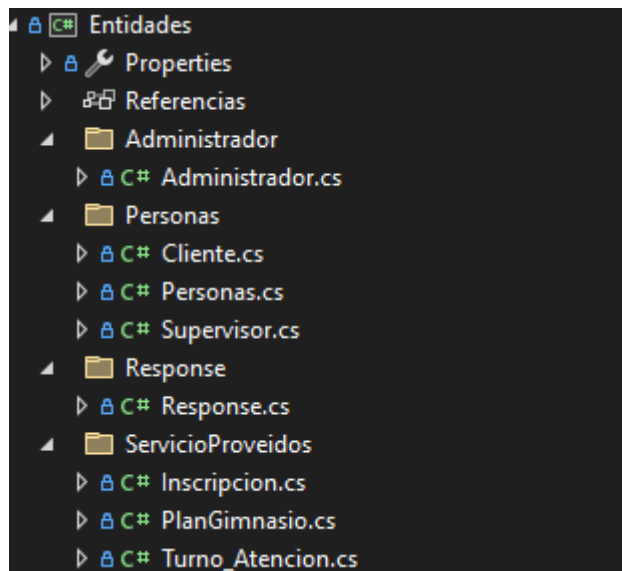 C# Entidades
Properties
Referencias
Administrador
C# Administrador.cs
Personas
C# Cliente.cs
C# Personas.cs
C# Supervisor.cs
Response
C# Response.cs
ServicioProveidos
C# Inscripcion.cs
C# PlanGimnasio.cs
C# Turno_Atencion.cs